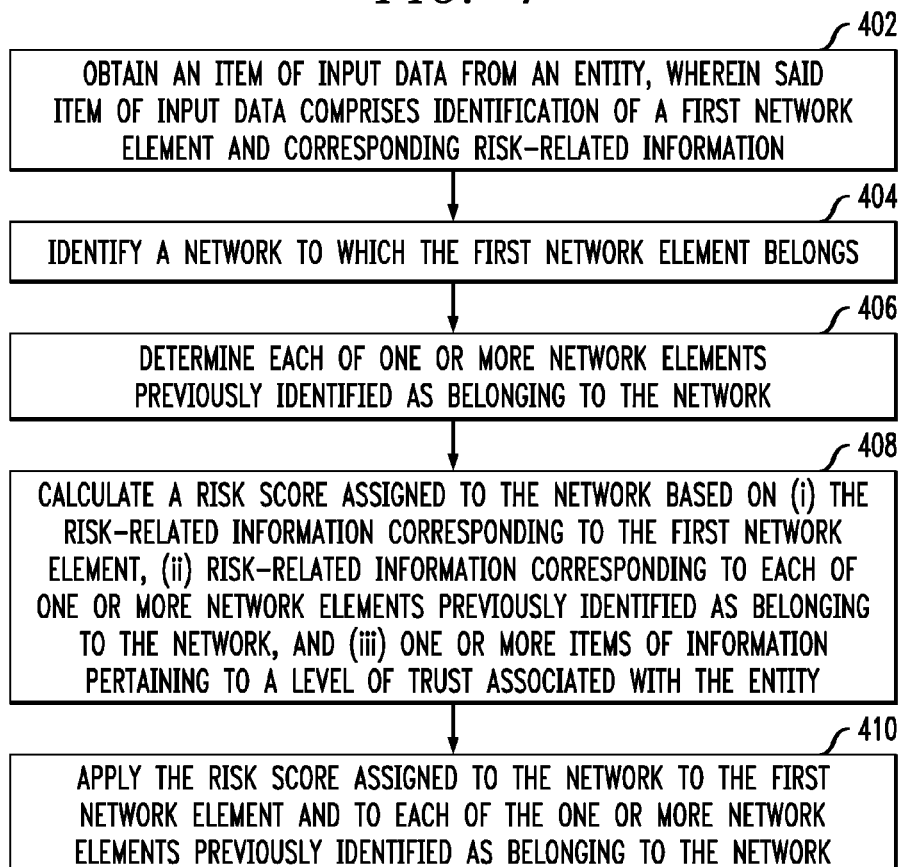 402
OBTAIN AN ITEM OF INPUT DATA FROM AN ENTITY, WHEREIN SAID
ITEM OF INPUT DATA COMPRISES IDENTIFICATION OF A FIRST NETWORK
ELEMENT AND CORRESPONDING RISK-RELATED INFORMATION
404
IDENTIFY A NETWORK TO WHICH THE FIRST NETWORK ELEMENT BELONGS
406
DETERMINE EACH OF ONE OR MORE NETWORK ELEMENTS
PREVIOUSLY IDENTIFIED AS BELONGING TO THE NETWORK
408
CALCULATE A RISK SCORE ASSIGNED TO THE NETWORK BASED ON (i) THE
RISK-RELATED INFORMATION CORRESPONDING TO THE FIRST NETWORK
ELEMENT, (ii) RISK-RELATED INFORMATION CORRESPONDING TO EACH OF
ONE OR MORE NETWORK ELEMENTS PREVIOUSLY IDENTIFIED AS BELONGING
TO THE NETWORK, AND (iii) ONE OR MORE ITEMS OF INFORMATION
PERTAINING TO A LEVEL OF TRUST ASSOCIATED WITH THE ENTITY
410
APPLY THE RISK SCORE ASSIGNED TO THE NETWORK TO THE FIRST
NETWORK ELEMENT AND TO EACH OF THE ONE OR MORE NETWORK
ELEMENTS PREVIOUSLY IDENTIFIED AS BELONGING TO THE NETWORK